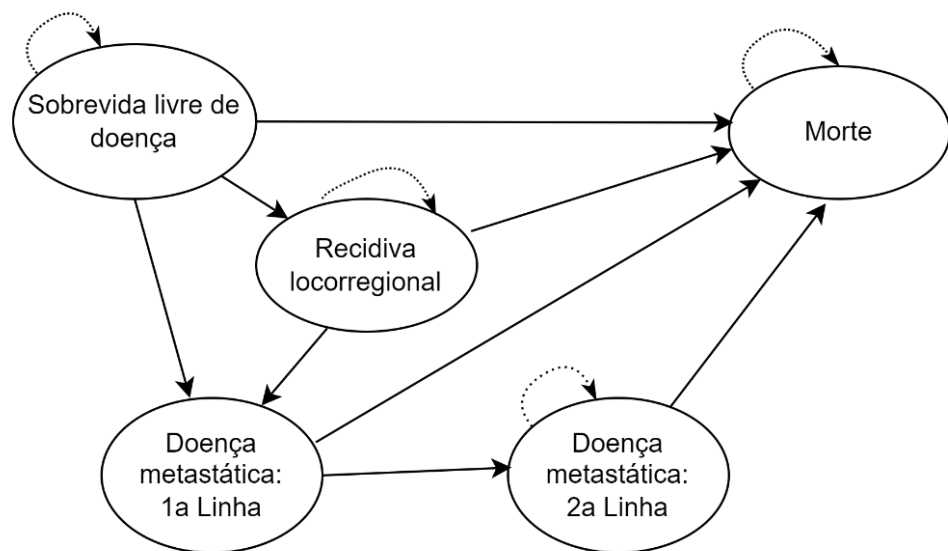 Sobrevida livre de
doença
Morte
Recidiva
locorregional
Doença
metastática:
1a Linha
Doença
metastática:
2a Linha